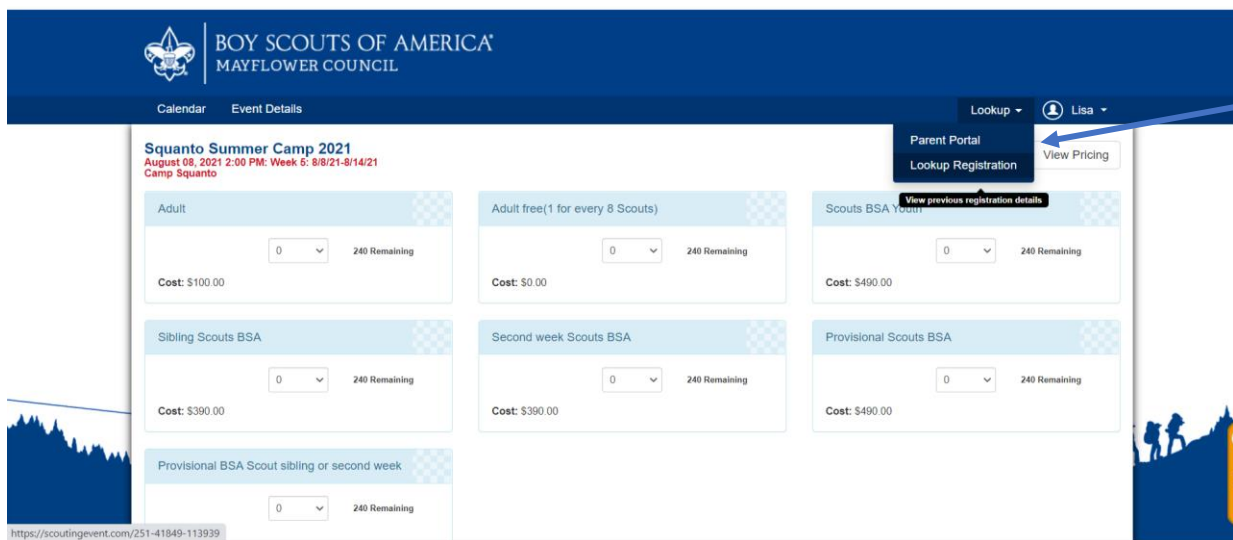 BOY SCOUTS OF AMERICA®
MAYFLOWER COUNCIL
Calendar Event Details Lookup Lisa
Squanto Summer Camp 2021
August 08, 2021 2:00 PM: Week 5: 8/8/21-8/14/21
Camp Squanto
Parent Portal
Lookup Registration
View Pricing
View previous registration details
Adult Adult free(1 for every 8 Scouts) Scouts BSA Youth
0 240 Remaining 0 240 Remaining 0 240 Remaining
Cost: $100.00 Cost: $0.00 Cost: $490.00
Sibling Scouts BSA Second week Scouts BSA Provisional Scouts BSA
0 240 Remaining 0 240 Remaining 0 240 Remaining
Cost: $390.00 Cost: $390.00 Cost: $490.00
Provisional BSA Scout sibling or second week
0 240 Remaining
https://scoutingevent.com/251-41849-113939